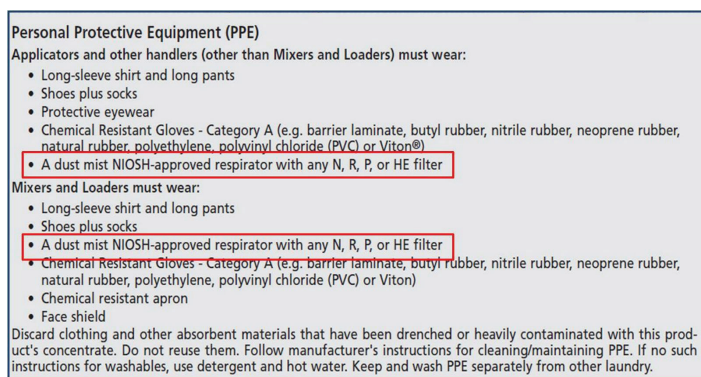 Personal Protective Equipment (PPE)
Applicators and other handlers (other than Mixers and Loaders) must wear:
• Long-sleeve shirt and long pants
• Shoes plus socks
• Protective eyewear
• Chemical Resistant Gloves - Category A (e.g. barrier laminate, butyl rubber, nitrile rubber, neoprene rubber,
natural rubber, polyethylene, polyvinyl chloride (PVC) or Viton®)
• A dust mist NIOSH-approved respirator with any N, R, P, or HE filter
Mixers and Loaders must wear:
• Long-sleeve shirt and long pants
• Shoes plus socks
• A dust mist NIOSH-approved respirator with any N, R, P, or HE filter
• Chemical Resistant Gloves - Category A (e.g. barrier laminate, butyl rubber, nitrile rubber, neoprene rubber,
natural rubber, polyethylene, polyvinyl chloride (PVC) or Viton)
• Chemical resistant apron
• Face shield
Discard clothing and other absorbent materials that have been drenched or heavily contaminated with this prod-
uct's concentrate. Do not reuse them. Follow manufacturer's instructions for cleaning/maintaining PPE. If no such
instructions for washables, use detergent and hot water. Keep and wash PPE separately from other laundry.